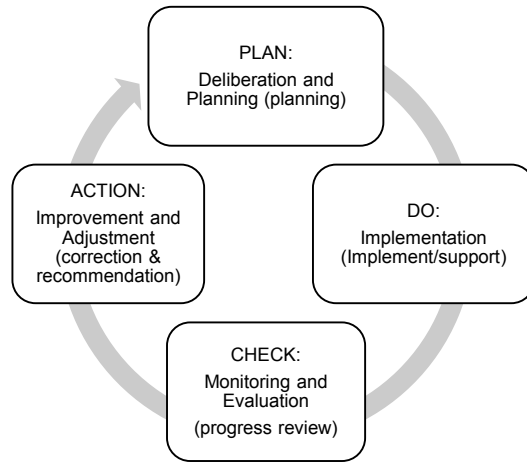 PLAN:
Deliberation and
Planning (planning)
DO:
Implementation
(Implement/support)
CHECK:
Monitoring and
Evaluation
(progress review)
ACTION:
Improvement and
Adjustment
(correction &
recommendation)